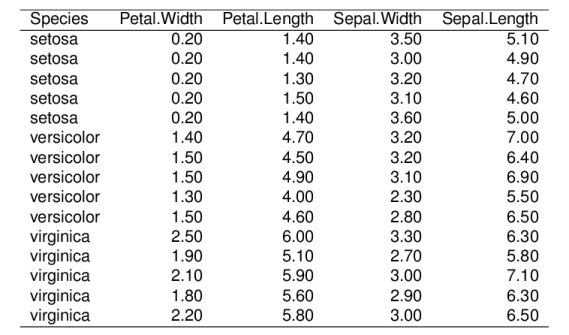 Species Petal.Width Petal.Length Sepal.Width Sepal.Length
setosa 0.20 1.40 3.50 5.10
setosa 0.20 1.40 3.00 4.90
setosa 0.20 1.30 3.20 4.70
setosa 0.20 1.50 3.10 4.60
setosa 0.20 1.40 3.60 5.00
versicolor 1.40 4.70 3.20 7.00
versicolor 1.50 4.50 3.20 6.40
versicolor 1.50 4.90 3.10 6.90
versicolor 1.30 4.00 2.30 5.50
versicolor 1.50 4.60 2.80 6.50
virginica 2.50 6.00 3.30 6.30
virginica 1.90 5.10 2.70 5.80
virginica 2.10 5.90 3.00 7.10
virginica 1.80 5.60 2.90 6.30
virginica 2.20 5.80 3.00 6.50